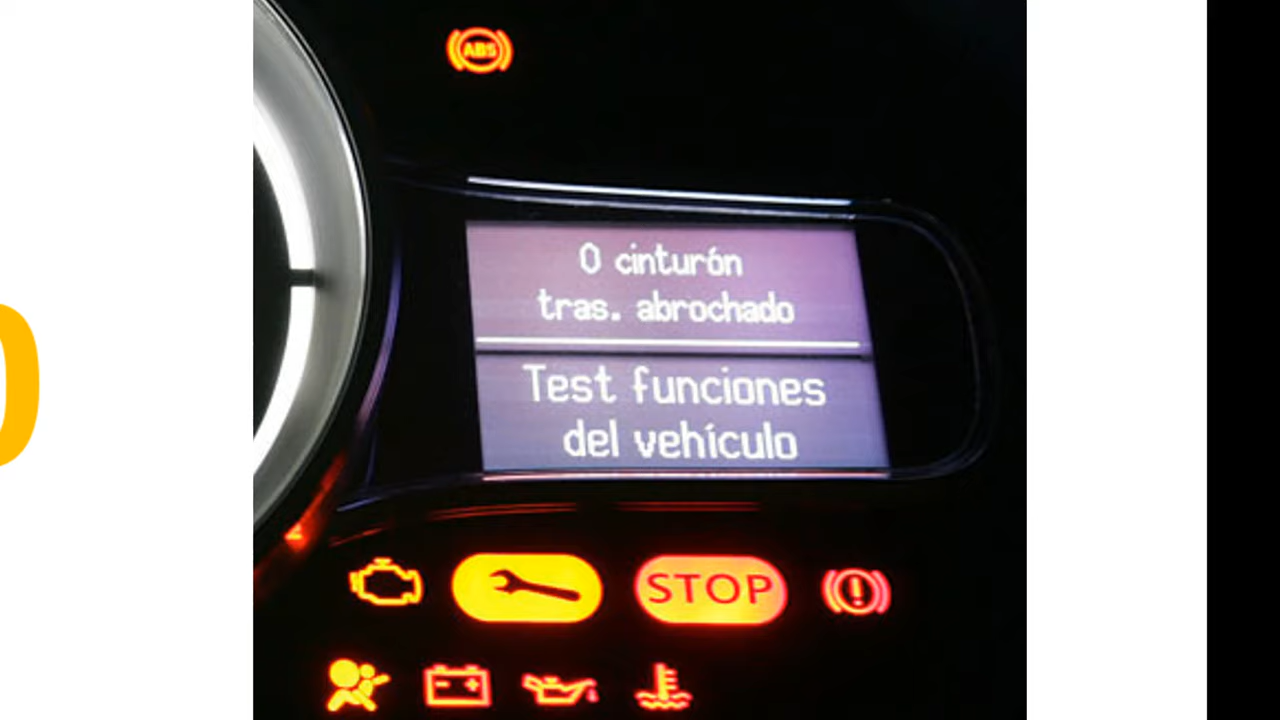 ABS
0 cinturón
tras. abrochado
Test funciones
del vehículo
STOP